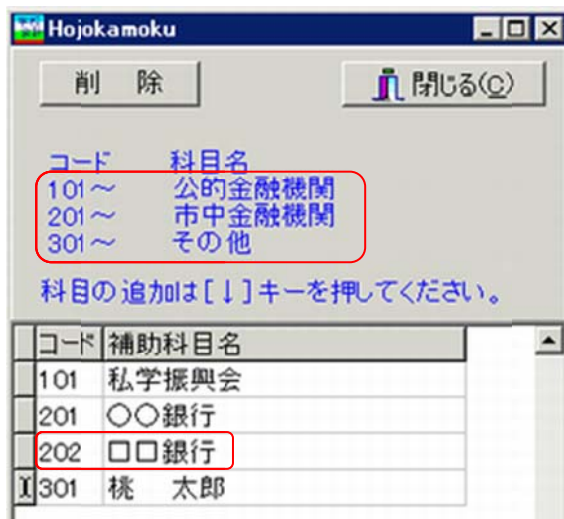 Hojokamoku
削 除 閉じる(C)
コード 科目名
101～ 公的金融機関
201～ 市中金融機関
301～ その他
科目の追加は[↓]キーを押してください。
コード 補助科目名
101 私学振興会
201 〇〇銀行
202 □□銀行
301 桃 太郎